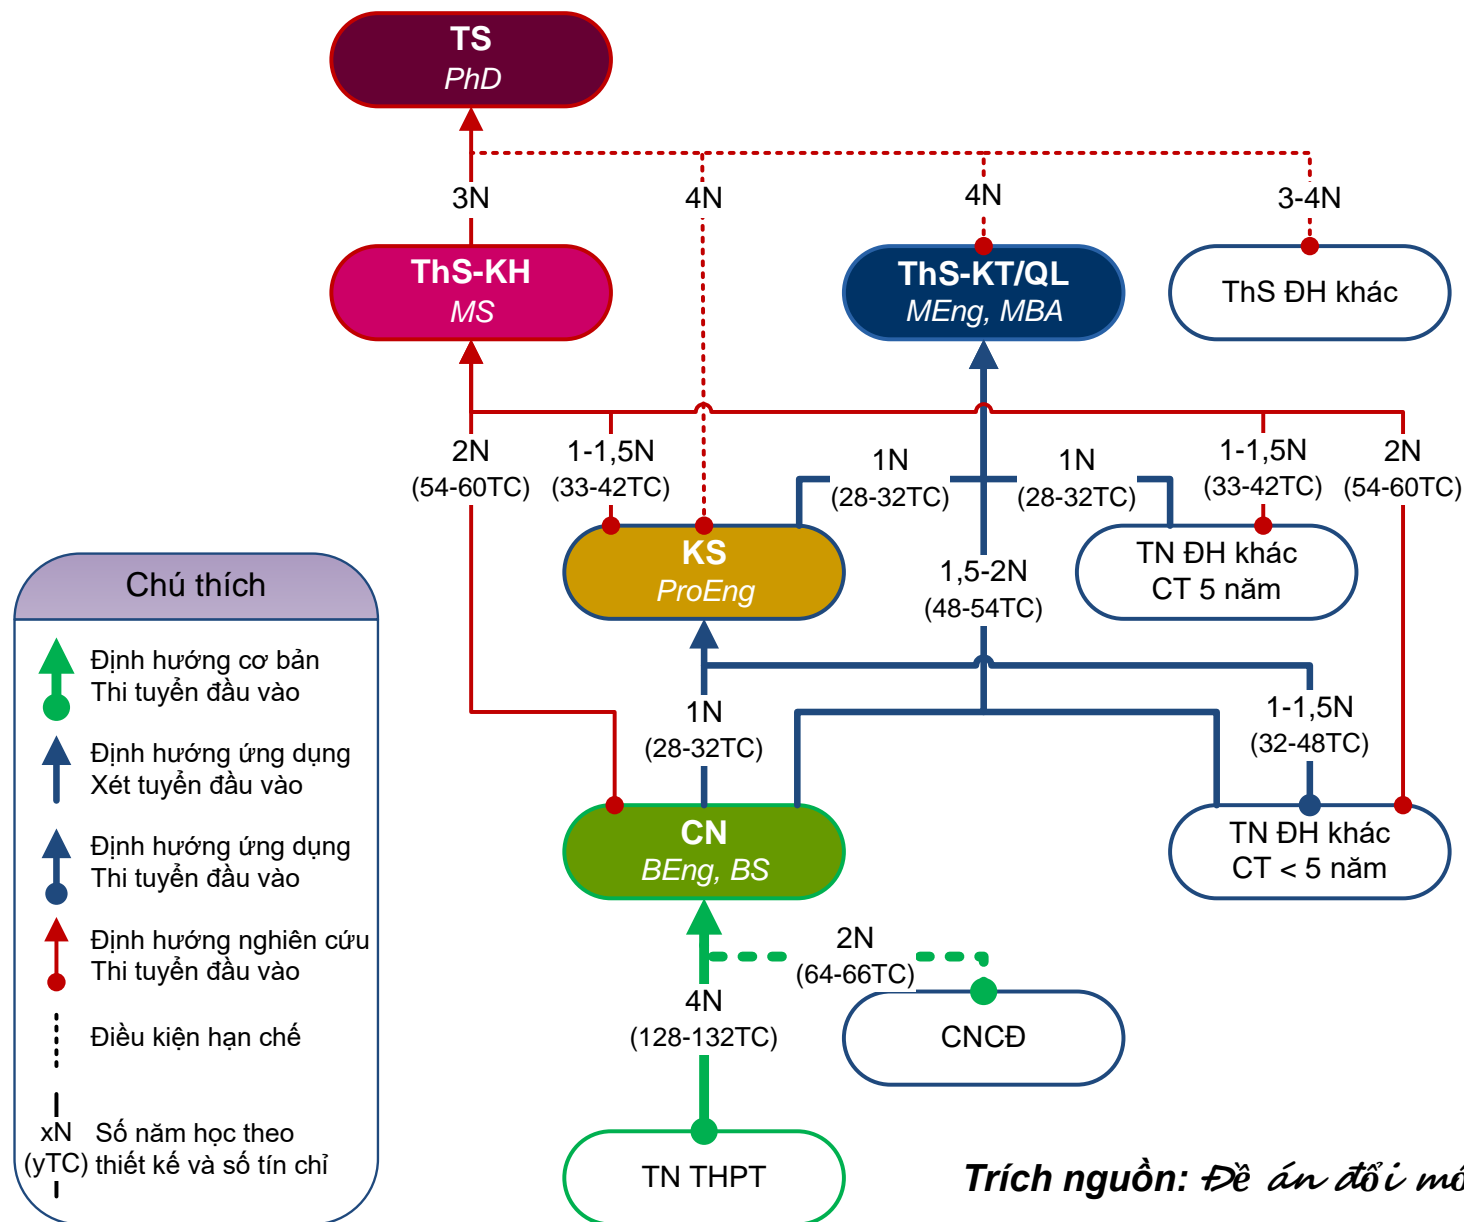 TS
PhD
3N
4N
4N
3-4N
ThS-KH
MS
ThS-KT/QL
MEng, MBA
ThS ĐH khác
2N
(54-60TC)
1-1,5N
(33-42TC)
1N
(28-32TC)
1N
(28-32TC)
1-1,5N
(33-42TC)
2N
(54-60TC)
KS
ProEng
1,5-2N
(48-54TC)
TN ĐH khác
CT 5 năm
1N
(28-32TC)
1-1,5N
(32-48TC)
CN
BEng, BS
TN ĐH khác
CT < 5 năm
2N
(64-66TC)
4N
(128-132TC)
CNCĐ
TN THPT
Chú thích
Định hướng cơ bản
Thi tuyển đầu vào
Định hướng ứng dụng
Xét tuyển đầu vào
Định hướng ứng dụng
Thi tuyển đầu vào
Định hướng nghiên cứu
Thi tuyển đầu vào
Điều kiện hạn chế
xN Số năm học theo
(yTC) thiết kế và số tín chỉ
Trích nguồn: Đề án đổi